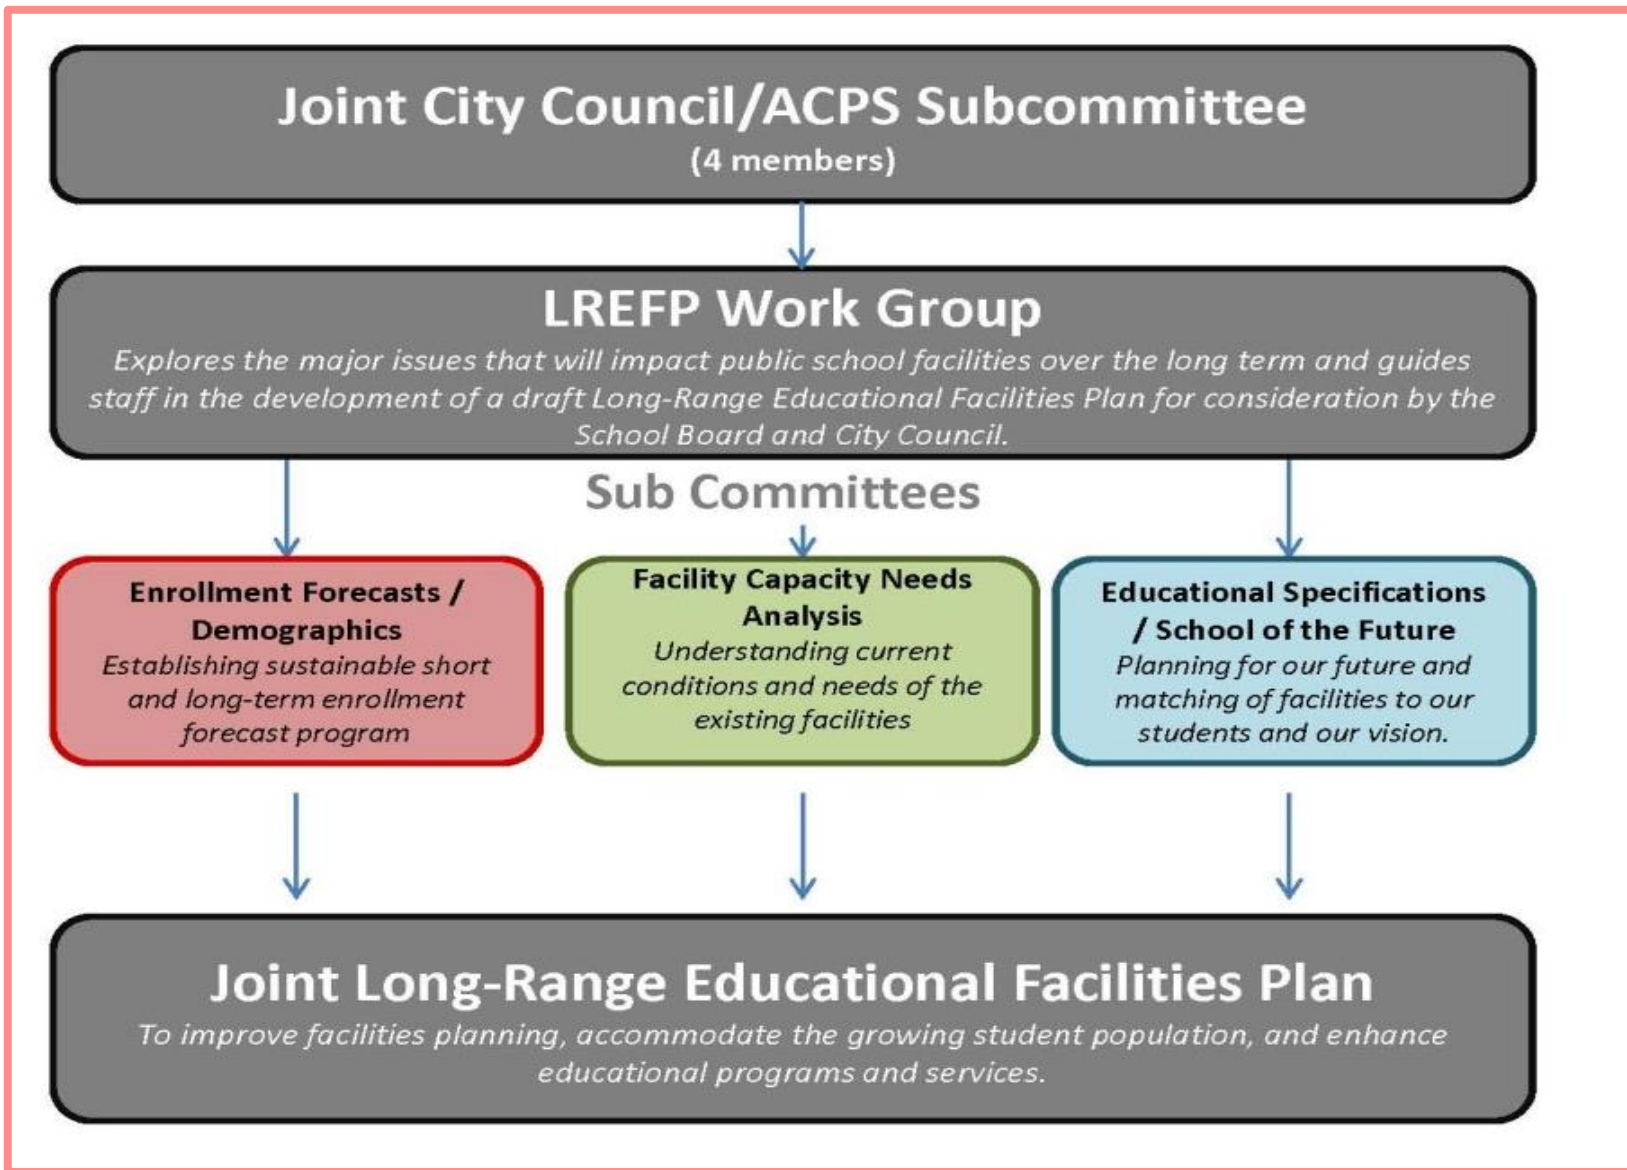 Joint City Council/ACPS Subcommittee
(4 members)
LREFP Work Group
Explores the major issues that will impact public school facilities over the long term and guides
staff in the development of a draft Long-Range Educational Facilities Plan for consideration by the
School Board and City Council.
Sub Committees
Enrollment Forecasts /
Demographics
Establishing sustainable short
and long-term enrollment
forecast program
Facility Capacity Needs
Analysis
Understanding current
conditions and needs of the
existing facilities
Educational Specifications
/ School of the Future
Planning for our future and
matching of facilities to our
students and our vision.
Joint Long-Range Educational Facilities Plan
To improve facilities planning, accommodate the growing student population, and enhance
educational programs and services.